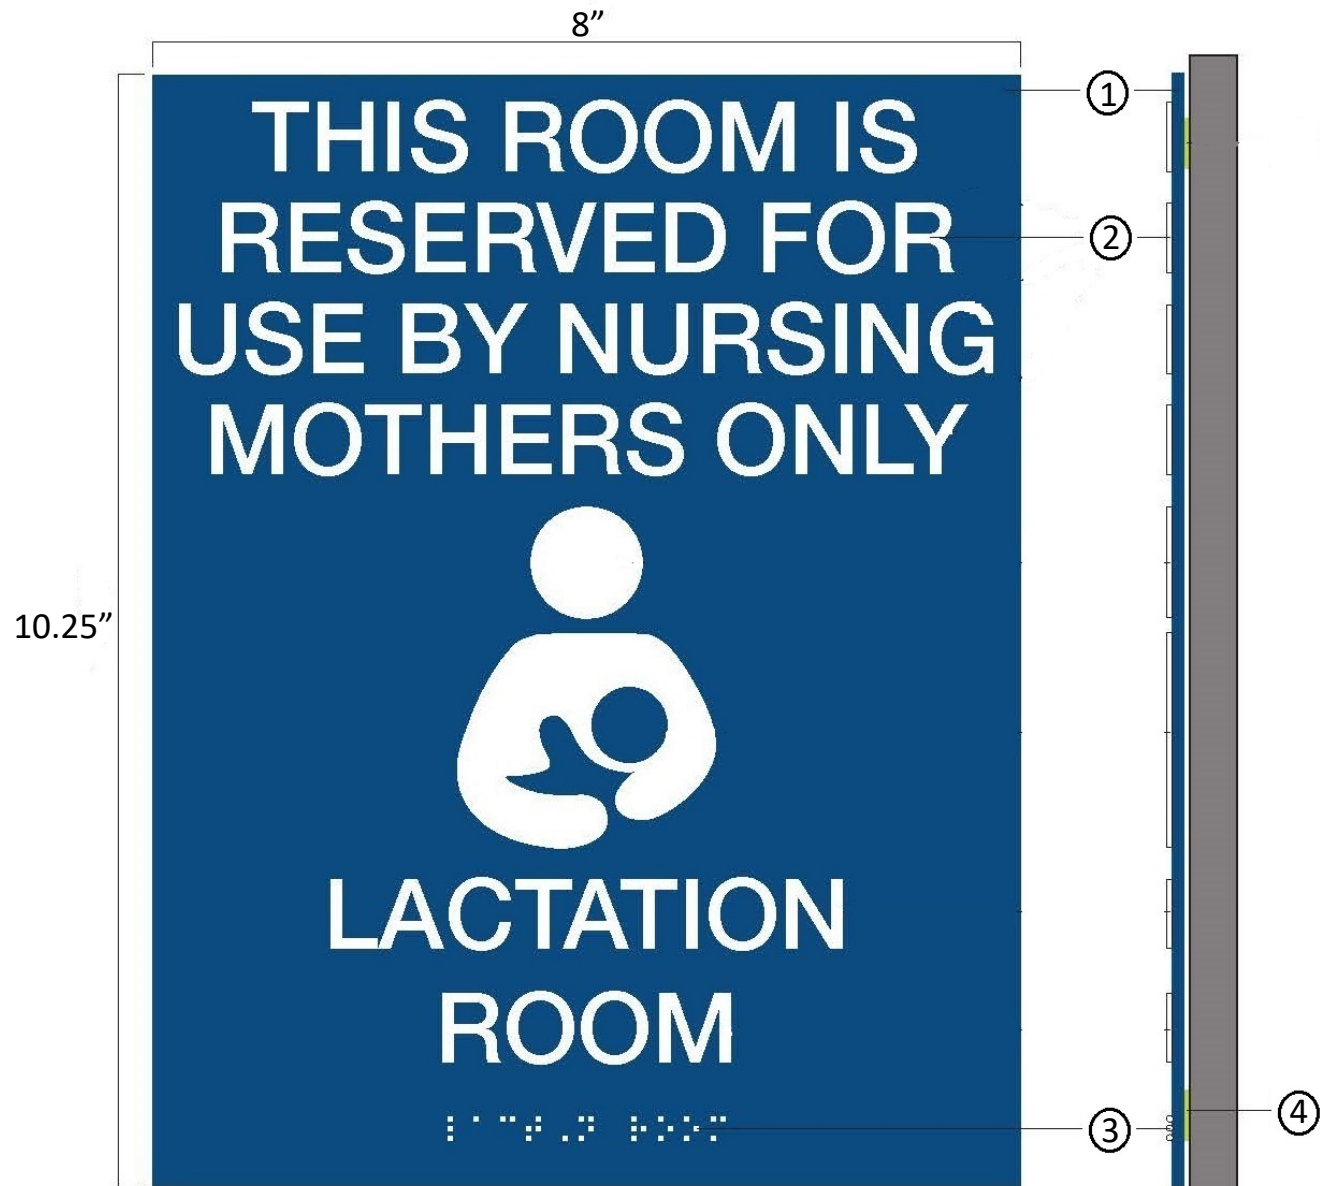 8”
THIS ROOM IS
RESERVED FOR
USE BY NURSING
MOTHERS ONLY
LACTATION
ROOM
⠇⠁⠉⠞⠠⠝ ⠗⠕⠕⠍
10.25”
1
2
3
4